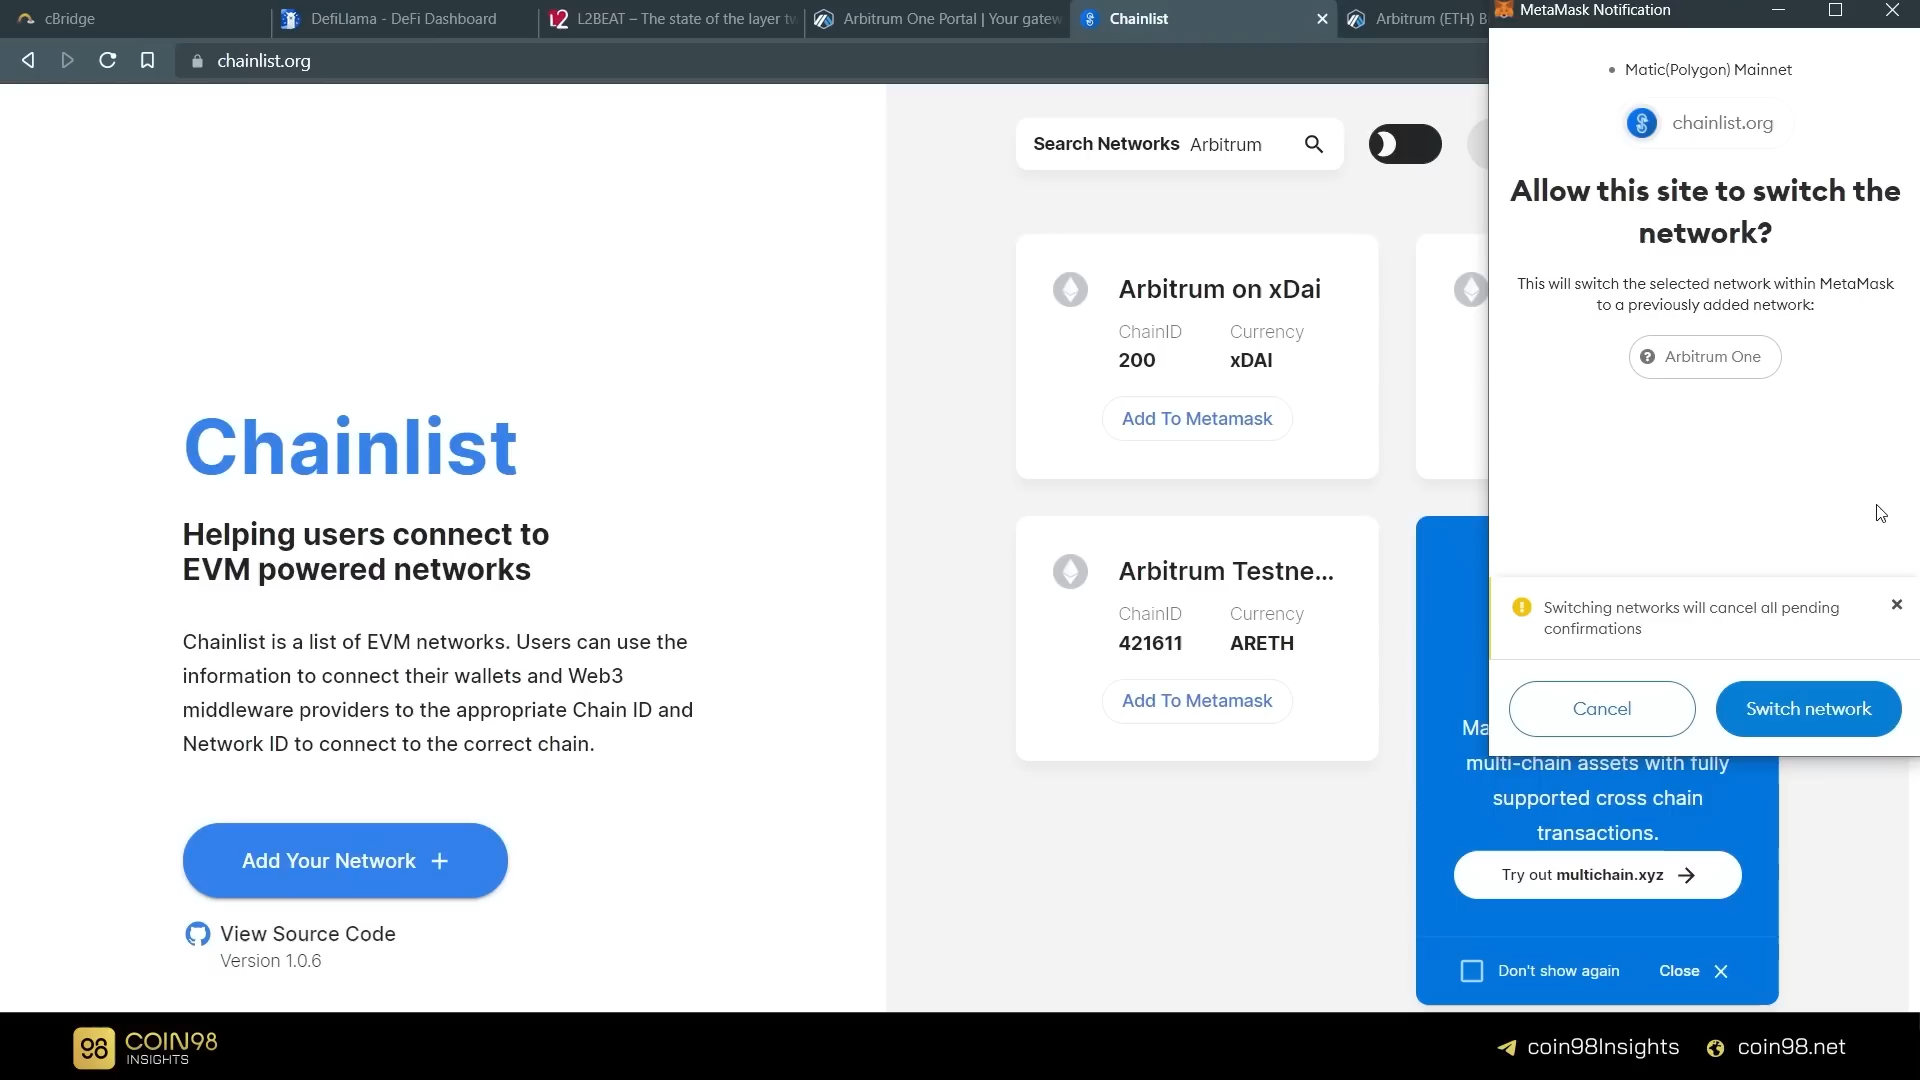 cBridge
DefiLlama - DeFi Dashboard
L2BEAT – The state of the layer tw
Arbitrum One Portal | Your gatew
Chainlist
Arbitrum (ETH) B
MetaMask Notification
chainlist.org
Matic(Polygon) Mainnet
chainlist.org
Allow this site to switch the
network?
This will switch the selected network within MetaMask
to a previously added network:
Arbitrum One
Switching networks will cancel all pending
confirmations
Cancel
Switch network
Search Networks Arbitrum
Arbitrum on xDai
ChainID Currency
200 xDAI
Add To Metamask
Arbitrum Testne...
ChainID Currency
421611 ARETH
Add To Metamask
Chainlist
Helping users connect to
EVM powered networks
Chainlist is a list of EVM networks. Users can use the
information to connect their wallets and Web3
middleware providers to the appropriate Chain ID and
Network ID to connect to the correct chain.
Add Your Network +
View Source Code
Version 1.0.6
Ma
multi-chain assets with fully
supported cross chain
transactions.
Try out multichain.xyz
Don't show again
Close
98 COIN98
INSIGHTS
coin98Insights
coin98.net